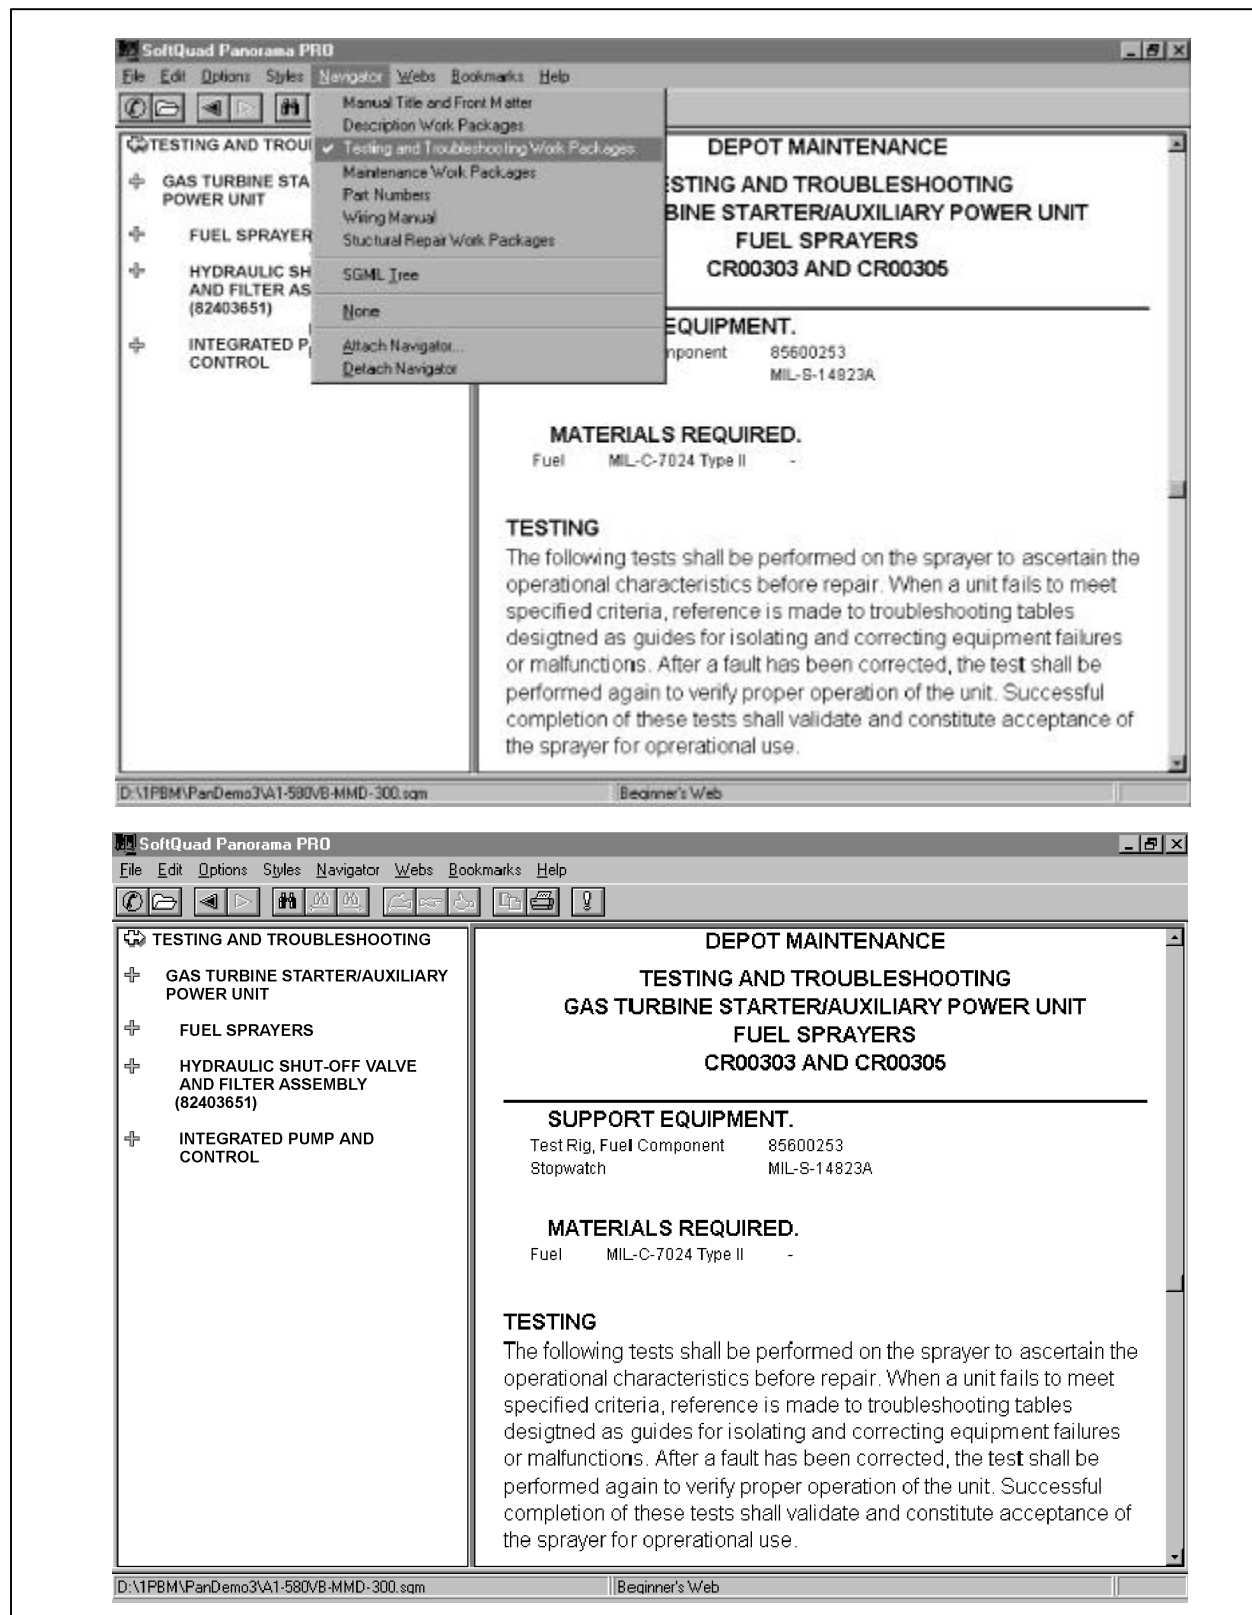 SoftQuad Panorama PRO
File Edit Options Styles Navigator Webs Bookmarks Help
Manual Title and Front Matter
Description Work Packages
Testing and Troubleshooting Work Packages
Maintenance Work Packages
Part Numbers
Wiring Manual
Stuctural Repair Work Packages
SGML Tree
None
Attach Navigator...
Detach Navigator
TESTING AND TROU
GAS TURBINE STA
POWER UNIT
FUEL SPRAYER
HYDRAULIC SH
AND FILTER AS
(82403651)
INTEGRATED P
CONTROL
DEPOT MAINTENANCE
ESTING AND TROUBLESHOOTING
BINE STARTER/AUXILIARY POWER UNIT
FUEL SPRAYERS
CR00303 AND CR00305
EQUIPMENT.
nponent 85600253
MIL-S-14823A
MATERIALS REQUIRED.
Fuel MIL-C-7024 Type II -
TESTING
The following tests shall be performed on the sprayer to ascertain the
operational characteristics before repair. When a unit fails to meet
specified criteria, reference is made to troubleshooting tables
desigtned as guides for isolating and correcting equipment failures
or malfunctions. After a fault has been corrected, the test shall be
performed again to verify proper operation of the unit. Successful
completion of these tests shall validate and constitute acceptance of
the sprayer for oprerational use.
D:\1PBM\PanDemo3\A1-580VB-MMD-300.sgm Beginner's Web
SoftQuad Panorama PRO
File Edit Options Styles Navigator Webs Bookmarks Help
TESTING AND TROUBLESHOOTING
GAS TURBINE STARTER/AUXILIARY
POWER UNIT
FUEL SPRAYERS
HYDRAULIC SHUT-OFF VALVE
AND FILTER ASSEMBLY
(82403651)
INTEGRATED PUMP AND
CONTROL
DEPOT MAINTENANCE
TESTING AND TROUBLESHOOTING
GAS TURBINE STARTER/AUXILIARY POWER UNIT
FUEL SPRAYERS
CR00303 AND CR00305
SUPPORT EQUIPMENT.
Test Rig, Fuel Component 85600253
Stopwatch MIL-S-14823A
MATERIALS REQUIRED.
Fuel MIL-C-7024 Type II -
TESTING
The following tests shall be performed on the sprayer to ascertain the
operational characteristics before repair. When a unit fails to meet
specified criteria, reference is made to troubleshooting tables
desigtned as guides for isolating and correcting equipment failures
or malfunctions. After a fault has been corrected, the test shall be
performed again to verify proper operation of the unit. Successful
completion of these tests shall validate and constitute acceptance of
the sprayer for oprerational use.
D:\1PBM\PanDemo3\A1-580VB-MMD-300.sgm Beginner's Web